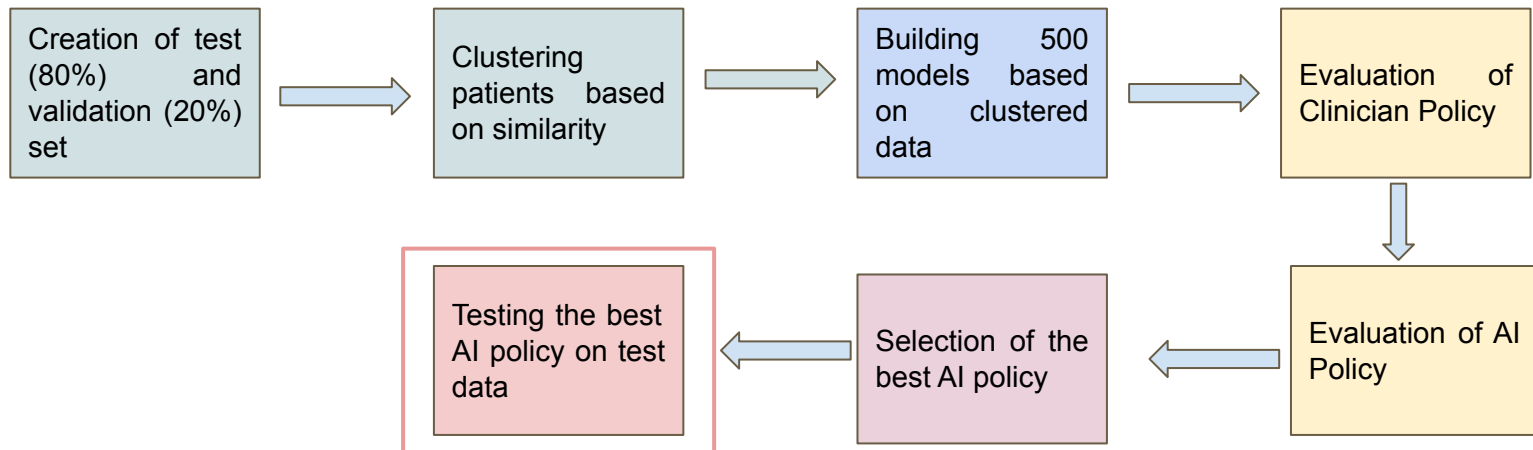 Creation of test
(80%) and
validation (20%)
set
Clustering
patients based
on similarity
Building 500
models based
on clustered
data
Evaluation of
Clinician Policy
Evaluation of AI
Policy
Selection of the
best AI policy
Testing the best
AI policy on test
data